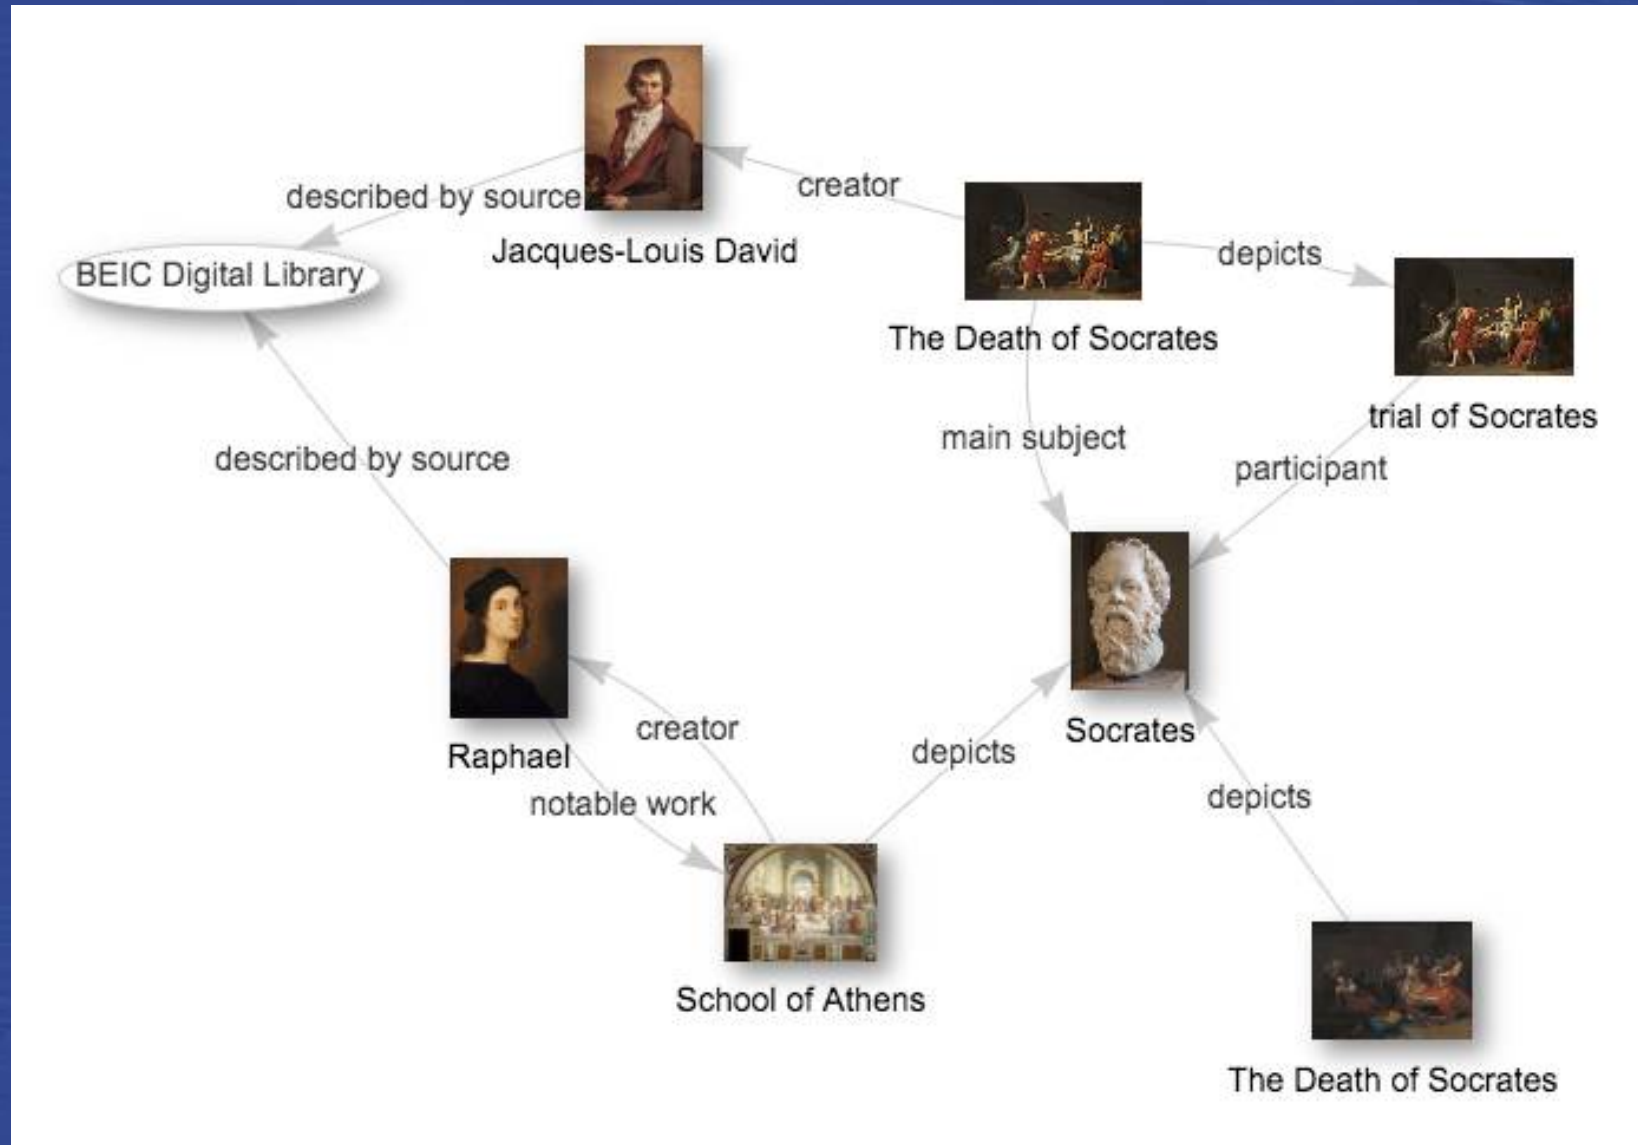 creator
described by source
Jacques-Louis David
depicts
BEIC Digital Library
The Death of Socrates
trial of Socrates
main subject
described by source
participant
creator
Socrates
Raphael
depicts
notable work
depicts
School of Athens
The Death of Socrates